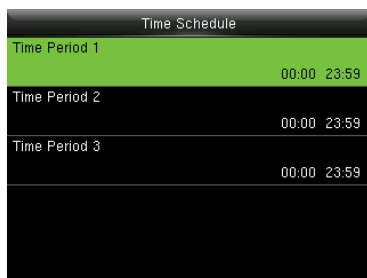 Time Schedule
Time Period 1
00:00 23:59
Time Period 2
00:00 23:59
Time Period 3
00:00 23:59